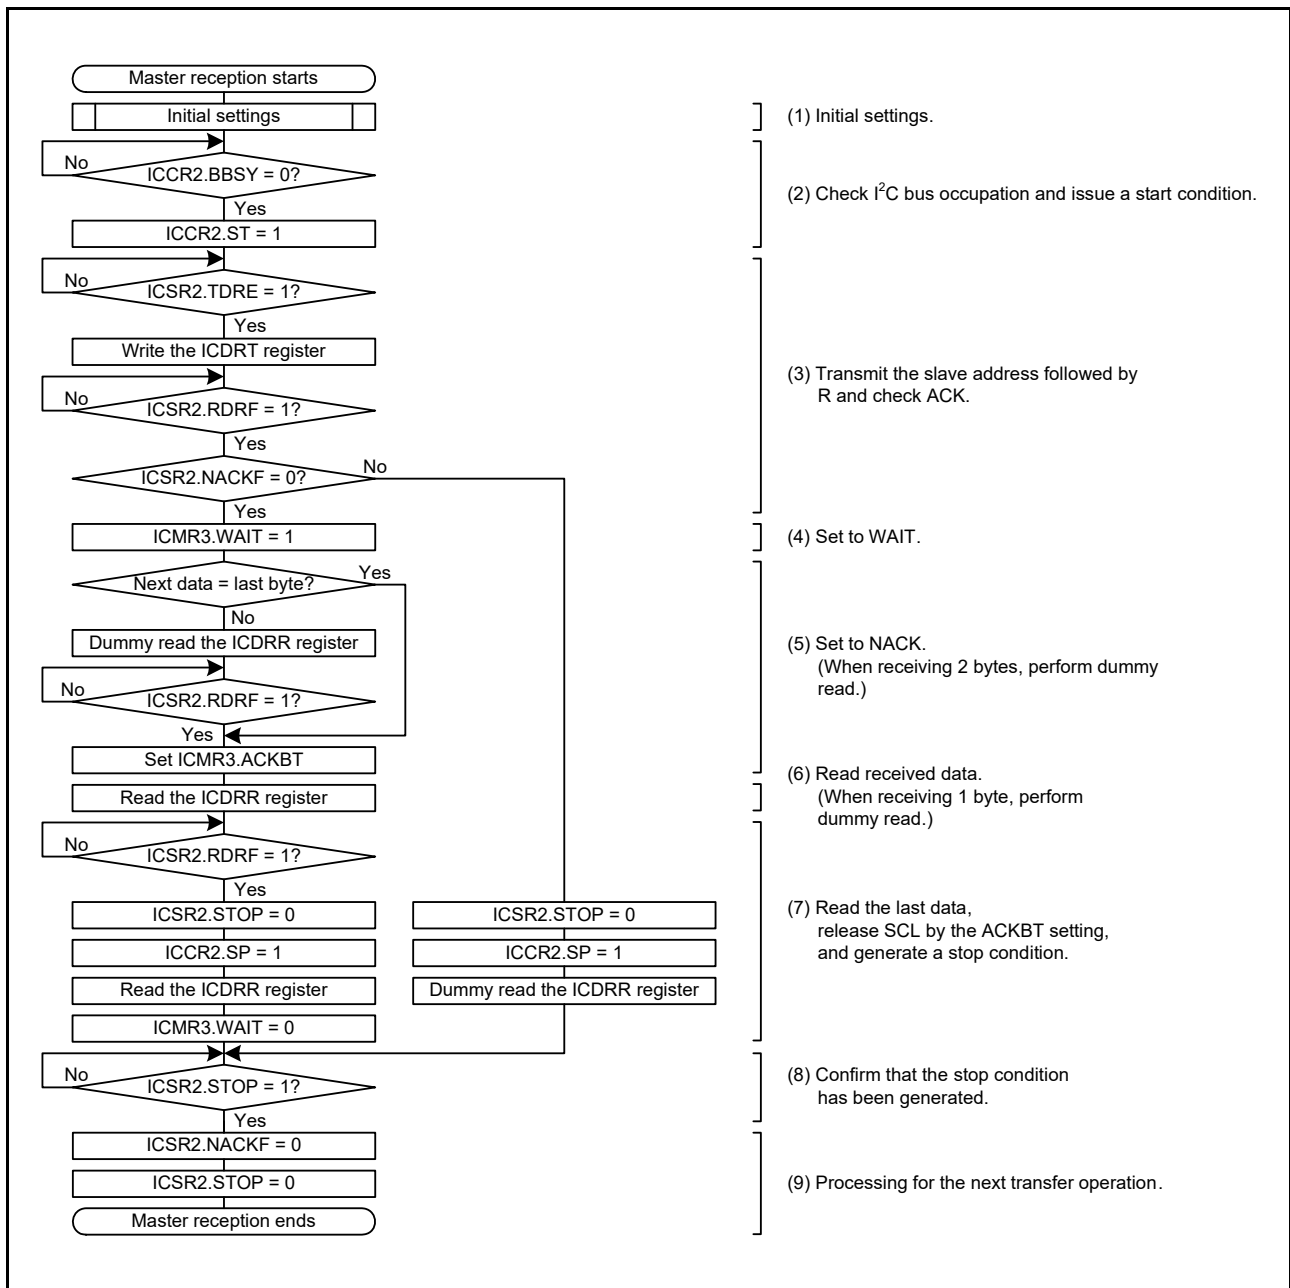 Master reception starts
Initial settings
(1) Initial settings.
No
ICCR2.BBSY = 0?
Yes
(2) Check I²C bus occupation and issue a start condition.
ICCR2.ST = 1
No
ICSR2.TDRE = 1?
Yes
Write the ICDRT register
No
ICSR2.RDRF = 1?
Yes
(3) Transmit the slave address followed by
R and check ACK.
ICSR2.NACKF = 0?
No
Yes
ICMR3.WAIT = 1
(4) Set to WAIT.
Next data = last byte?
Yes
No
Dummy read the ICDRR register
No
ICSR2.RDRF = 1?
Yes
Set ICMR3.ACKBT
(5) Set to NACK.
(When receiving 2 bytes, perform dummy
read.)
Read the ICDRR register
(6) Read received data.
(When receiving 1 byte, perform
dummy read.)
No
ICSR2.RDRF = 1?
Yes
ICSR2.STOP = 0
ICCR2.SP = 1
Read the ICDRR register
ICMR3.WAIT = 0
ICSR2.STOP = 0
ICCR2.SP = 1
Dummy read the ICDRR register
(7) Read the last data,
release SCL by the ACKBT setting,
and generate a stop condition.
No
ICSR2.STOP = 1?
Yes
(8) Confirm that the stop condition
has been generated.
ICSR2.NACKF = 0
ICSR2.STOP = 0
(9) Processing for the next transfer operation.
Master reception ends